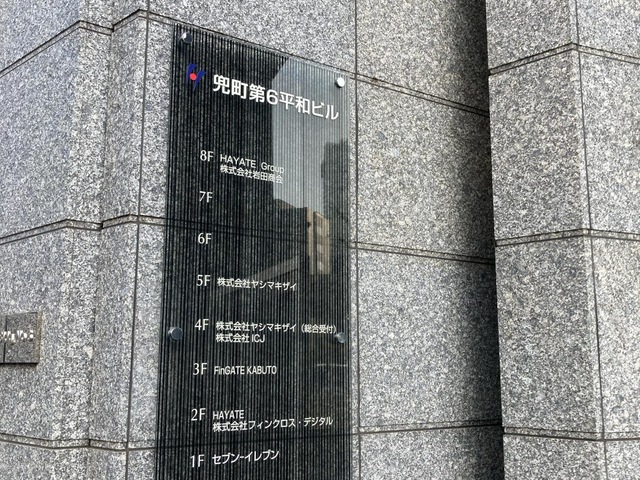 兜町第6平和ビル
8F HAYATE Group
株式会社岩田商会
7F
6F
5F 株式会社ヤシマキザイ
4F 株式会社ヤシマキザイ（総合受付）
株式会社 ICJ
3F FinGATE KABUTO
2F HAYATE
株式会社フィンクロス・デジタル
1F セブン-イレブン